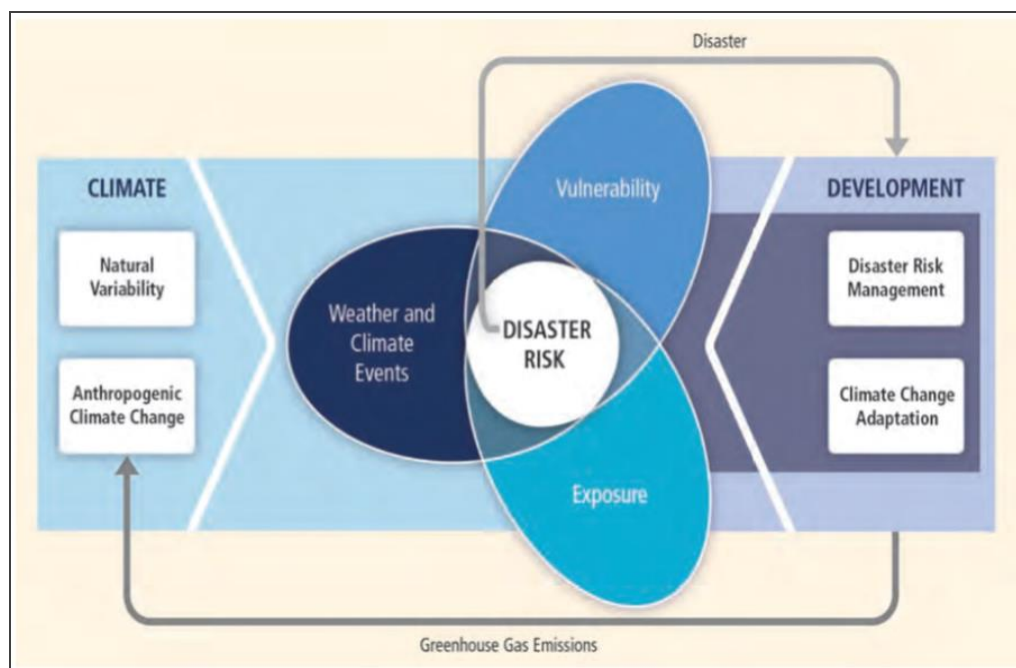 Disaster
CLIMATE
Natural
Variability
Anthropogenic
Climate Change
Vulnerability
Weather and
Climate
Events
DISASTER
RISK
Exposure
DEVELOPMENT
Disaster Risk
Management
Climate Change
Adaptation
Greenhouse Gas Emissions